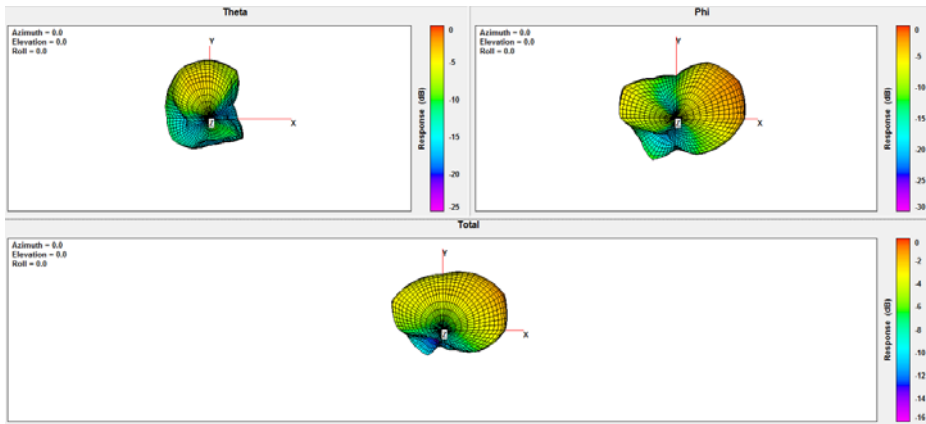 Theta
Azimuth = 0.0
Elevation = 0.0
Roll = 0.0
Y
X
Z
0
-5
-10
-15
-20
-25
Response (dB)
Phi
Azimuth = 0.0
Elevation = 0.0
Roll = 0.0
Y
X
Z
0
-5
-10
-15
-20
-25
-30
Response (dB)
Total
Azimuth = 0.0
Elevation = 0.0
Roll = 0.0
Y
X
Z
0
-2
-4
-6
-8
-10
-12
-14
-16
Response (dB)